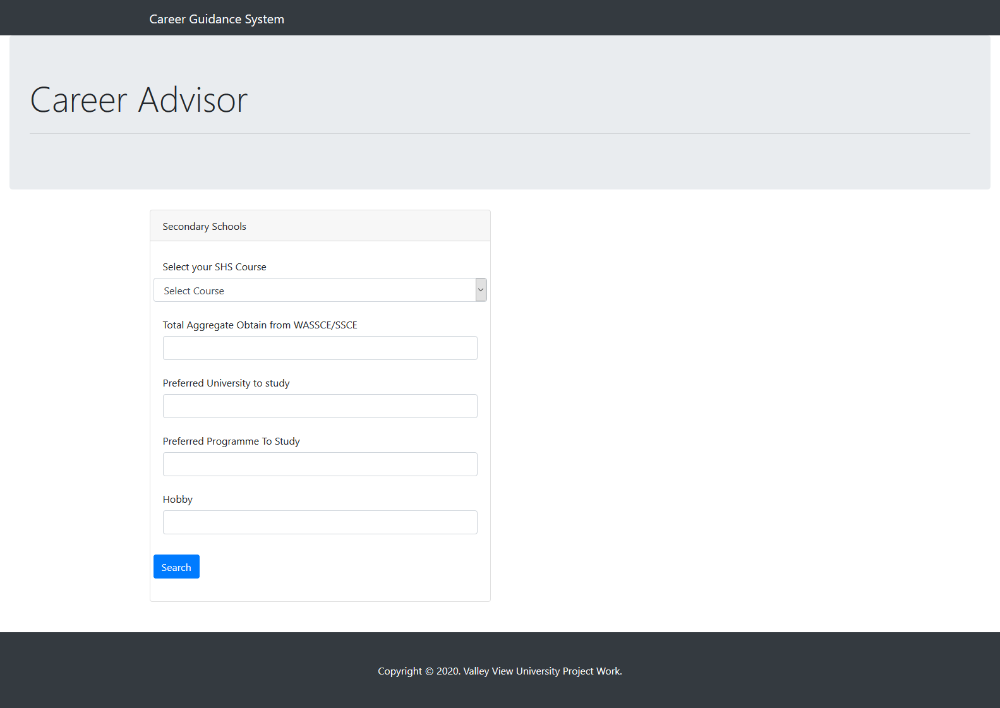 Career Guidance System
Career Advisor
Secondary Schools
Select your SHS Course
Select Course
Total Aggregate Obtain from WASSCE/SSCE
Preferred University to study
Preferred Programme To Study
Hobby
Search
Copyright © 2020. Valley View University Project Work.